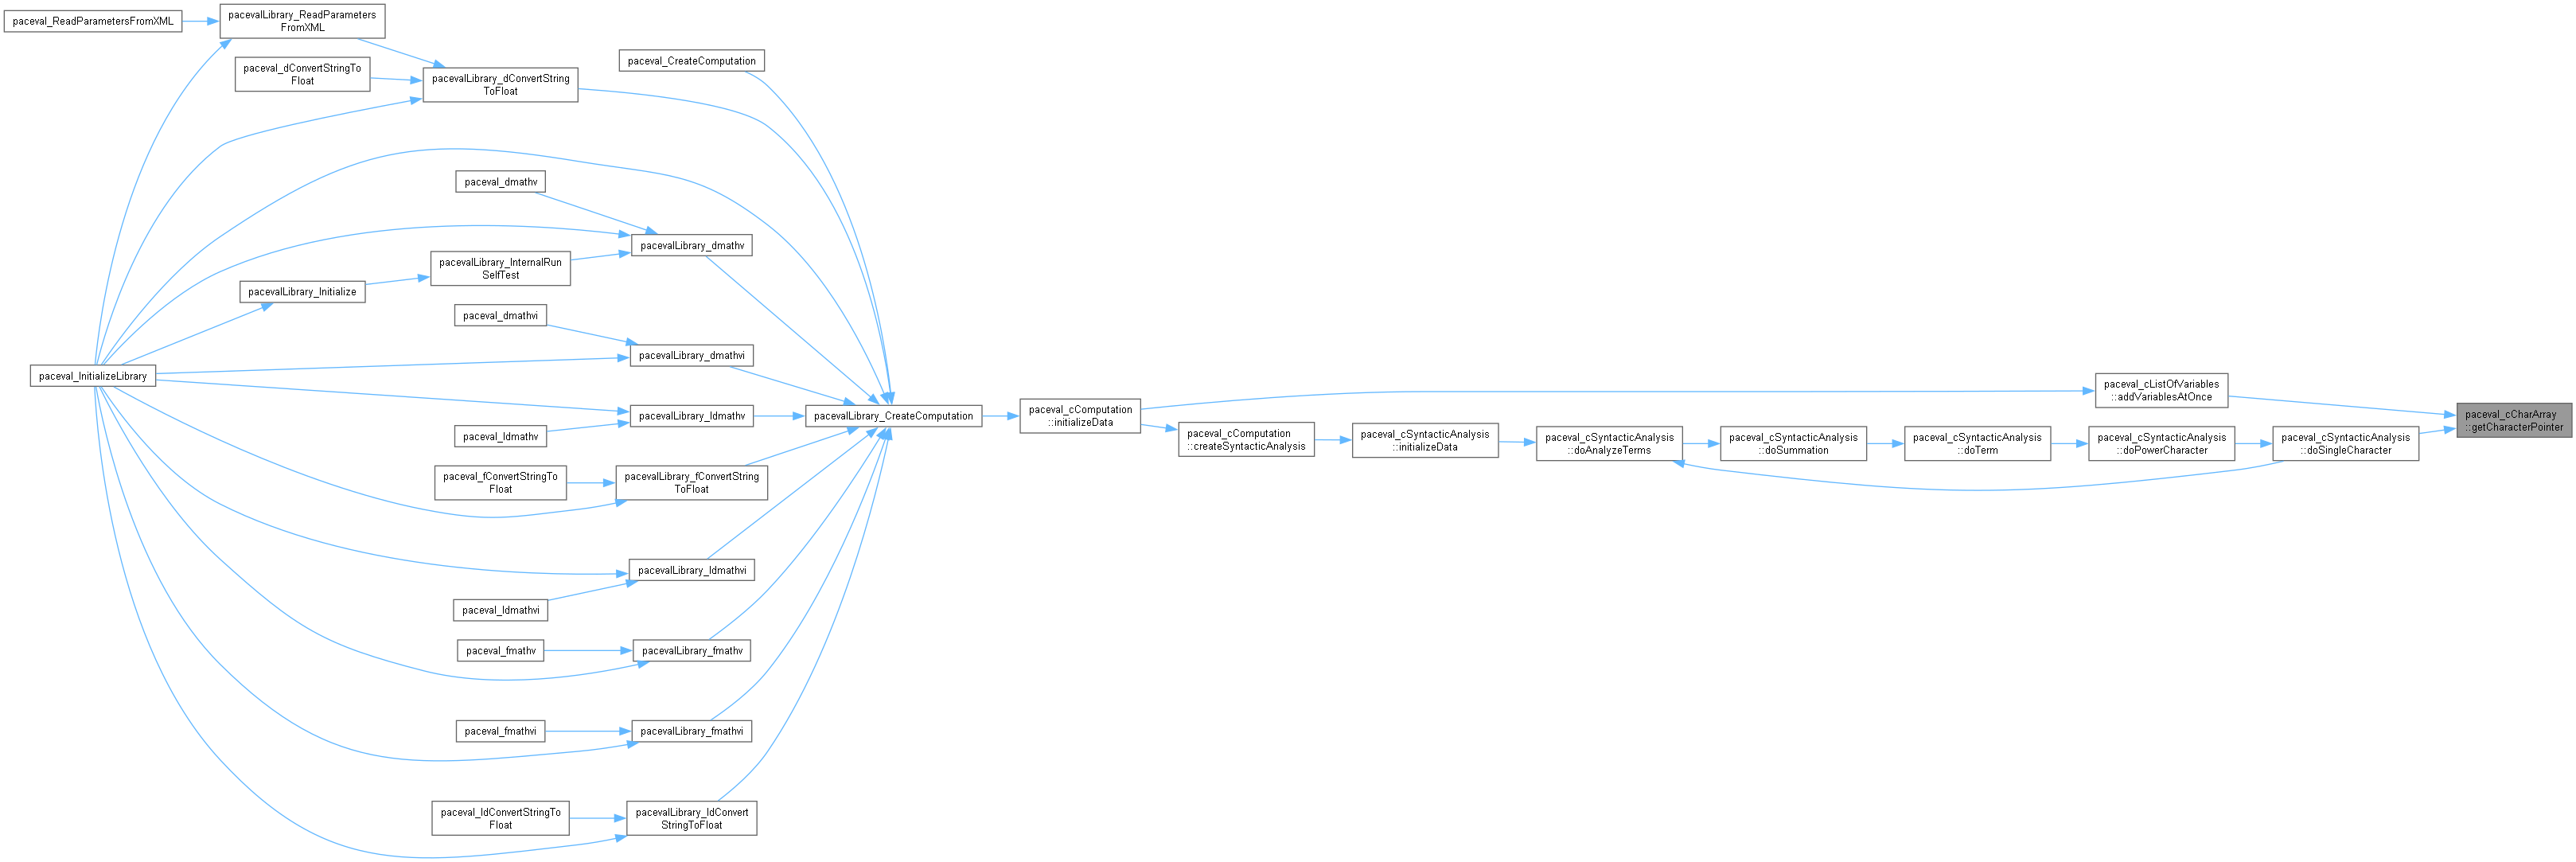 paceval_ReadParametersFromXML
pacevalLibrary_ReadParameters
FromXML
paceval_dConvertStringTo
Float
pacevalLibrary_dConvertString
ToFloat
paceval_CreateComputation
paceval_dmathv
pacevalLibrary_dmathv
pacevalLibrary_InternalRun
SelfTest
pacevalLibrary_Initialize
paceval_dmathvi
pacevalLibrary_dmathvi
paceval_InitializeLibrary
pacevalLibrary_ldmathv
paceval_ldmathv
pacevalLibrary_CreateComputation
paceval_cComputation
::initializeData
paceval_cListOfVariables
::addVariablesAtOnce
paceval_cCharArray
::getCharacterPointer
paceval_cComputation
::createSyntacticAnalysis
paceval_cSyntacticAnalysis
::initializeData
paceval_cSyntacticAnalysis
::doAnalyzeTerms
paceval_cSyntacticAnalysis
::doSummation
paceval_cSyntacticAnalysis
::doTerm
paceval_cSyntacticAnalysis
::doPowerCharacter
paceval_cSyntacticAnalysis
::doSingleCharacter
paceval_fConvertStringTo
Float
pacevalLibrary_fConvertString
ToFloat
pacevalLibrary_ldmathvi
paceval_ldmathvi
paceval_fmathv
pacevalLibrary_fmathv
paceval_fmathvi
pacevalLibrary_fmathvi
paceval_ldConvertStringTo
Float
pacevalLibrary_ldConvert
StringToFloat